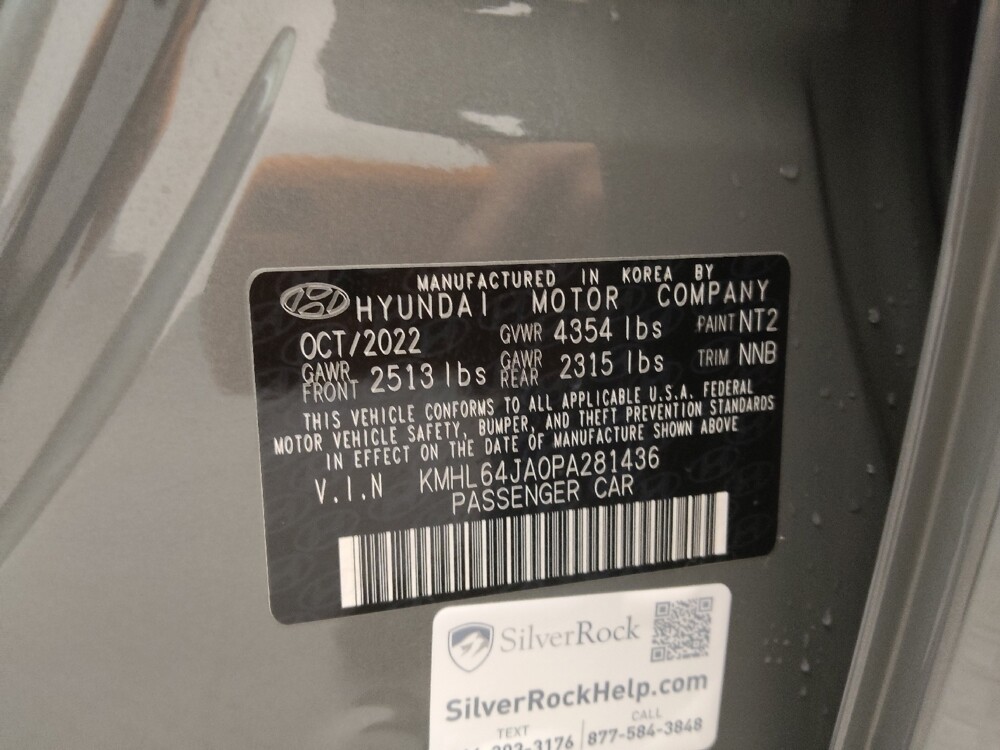 MANUFACTURED IN KOREA BY
HYUNDAI MOTOR COMPANY
OCT/2022 GVWR 4354 lbs PAINT NT2
GAWR FRONT 2513 lbs GAWR REAR 2315 lbs TRIM NNB
THIS VEHICLE CONFORMS TO ALL APPLICABLE U.S.A. FEDERAL
MOTOR VEHICLE SAFETY, BUMPER, AND THEFT PREVENTION STANDARDS
IN EFFECT ON THE DATE OF MANUFACTURE SHOWN ABOVE
V.I.N KMHL64JA0PA281436
PASSENGER CAR
SilverRock
SilverRockHelp.com
TEXT CALL
3176 877-584-3848